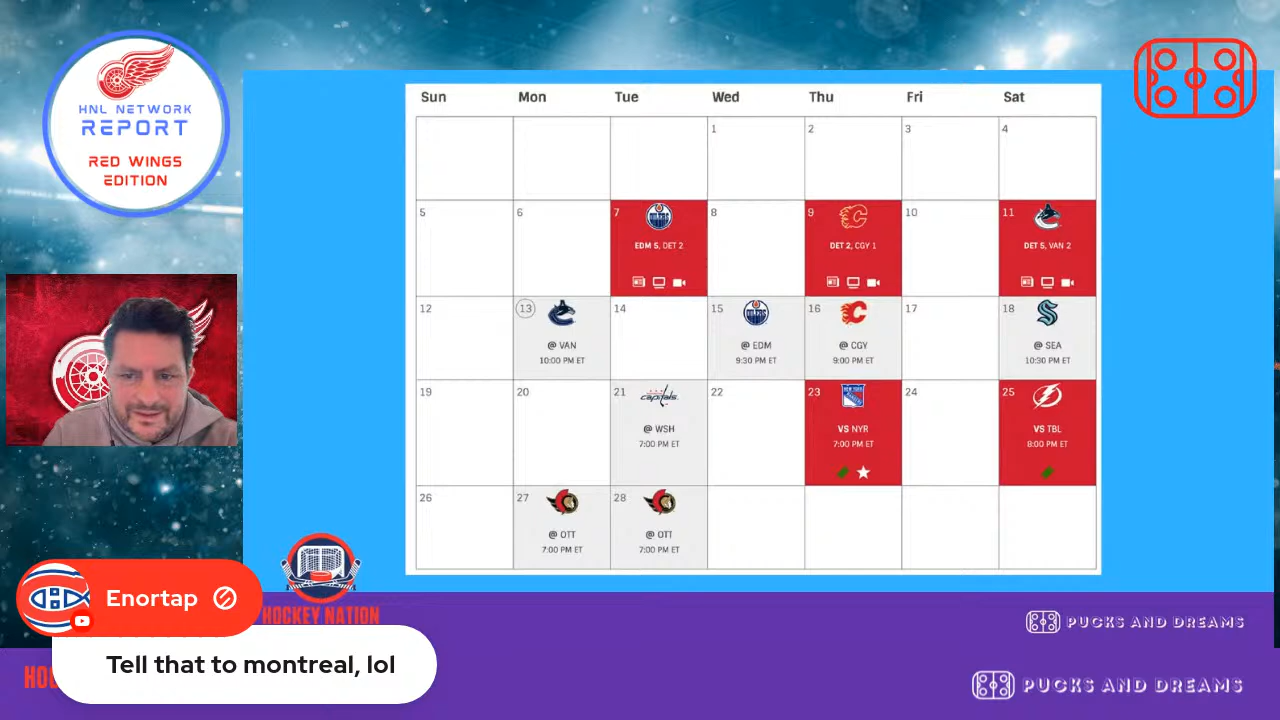 HNL NETWORK
REPORT
RED WINGS
EDITION
Sun Mon Tue Wed Thu Fri Sat
1 2 3 4
5 6 7 8 9 10 11
OILERS
EDM 5, DET 2
DET 2, CGY 1
DET 5, VAN 2
12 13 14 15 16 17 18
OILERS
@ VAN
10:00 PM ET
@ EDM
9:30 PM ET
@ CGY
9:00 PM ET
@ SEA
10:30 PM ET
19 20 21 22 23 24 25
capitals
NEW YORK
@ WSH
7:00 PM ET
VS NYR
7:00 PM ET
VS TBL
8:00 PM ET
26 27 28
@ OTT
7:00 PM ET
@ OTT
7:00 PM ET
Enortap
HOCKEY NATION
PUCKS AND DREAMS
Tell that to montreal, lol
HO
PUCKS AND DREAMS